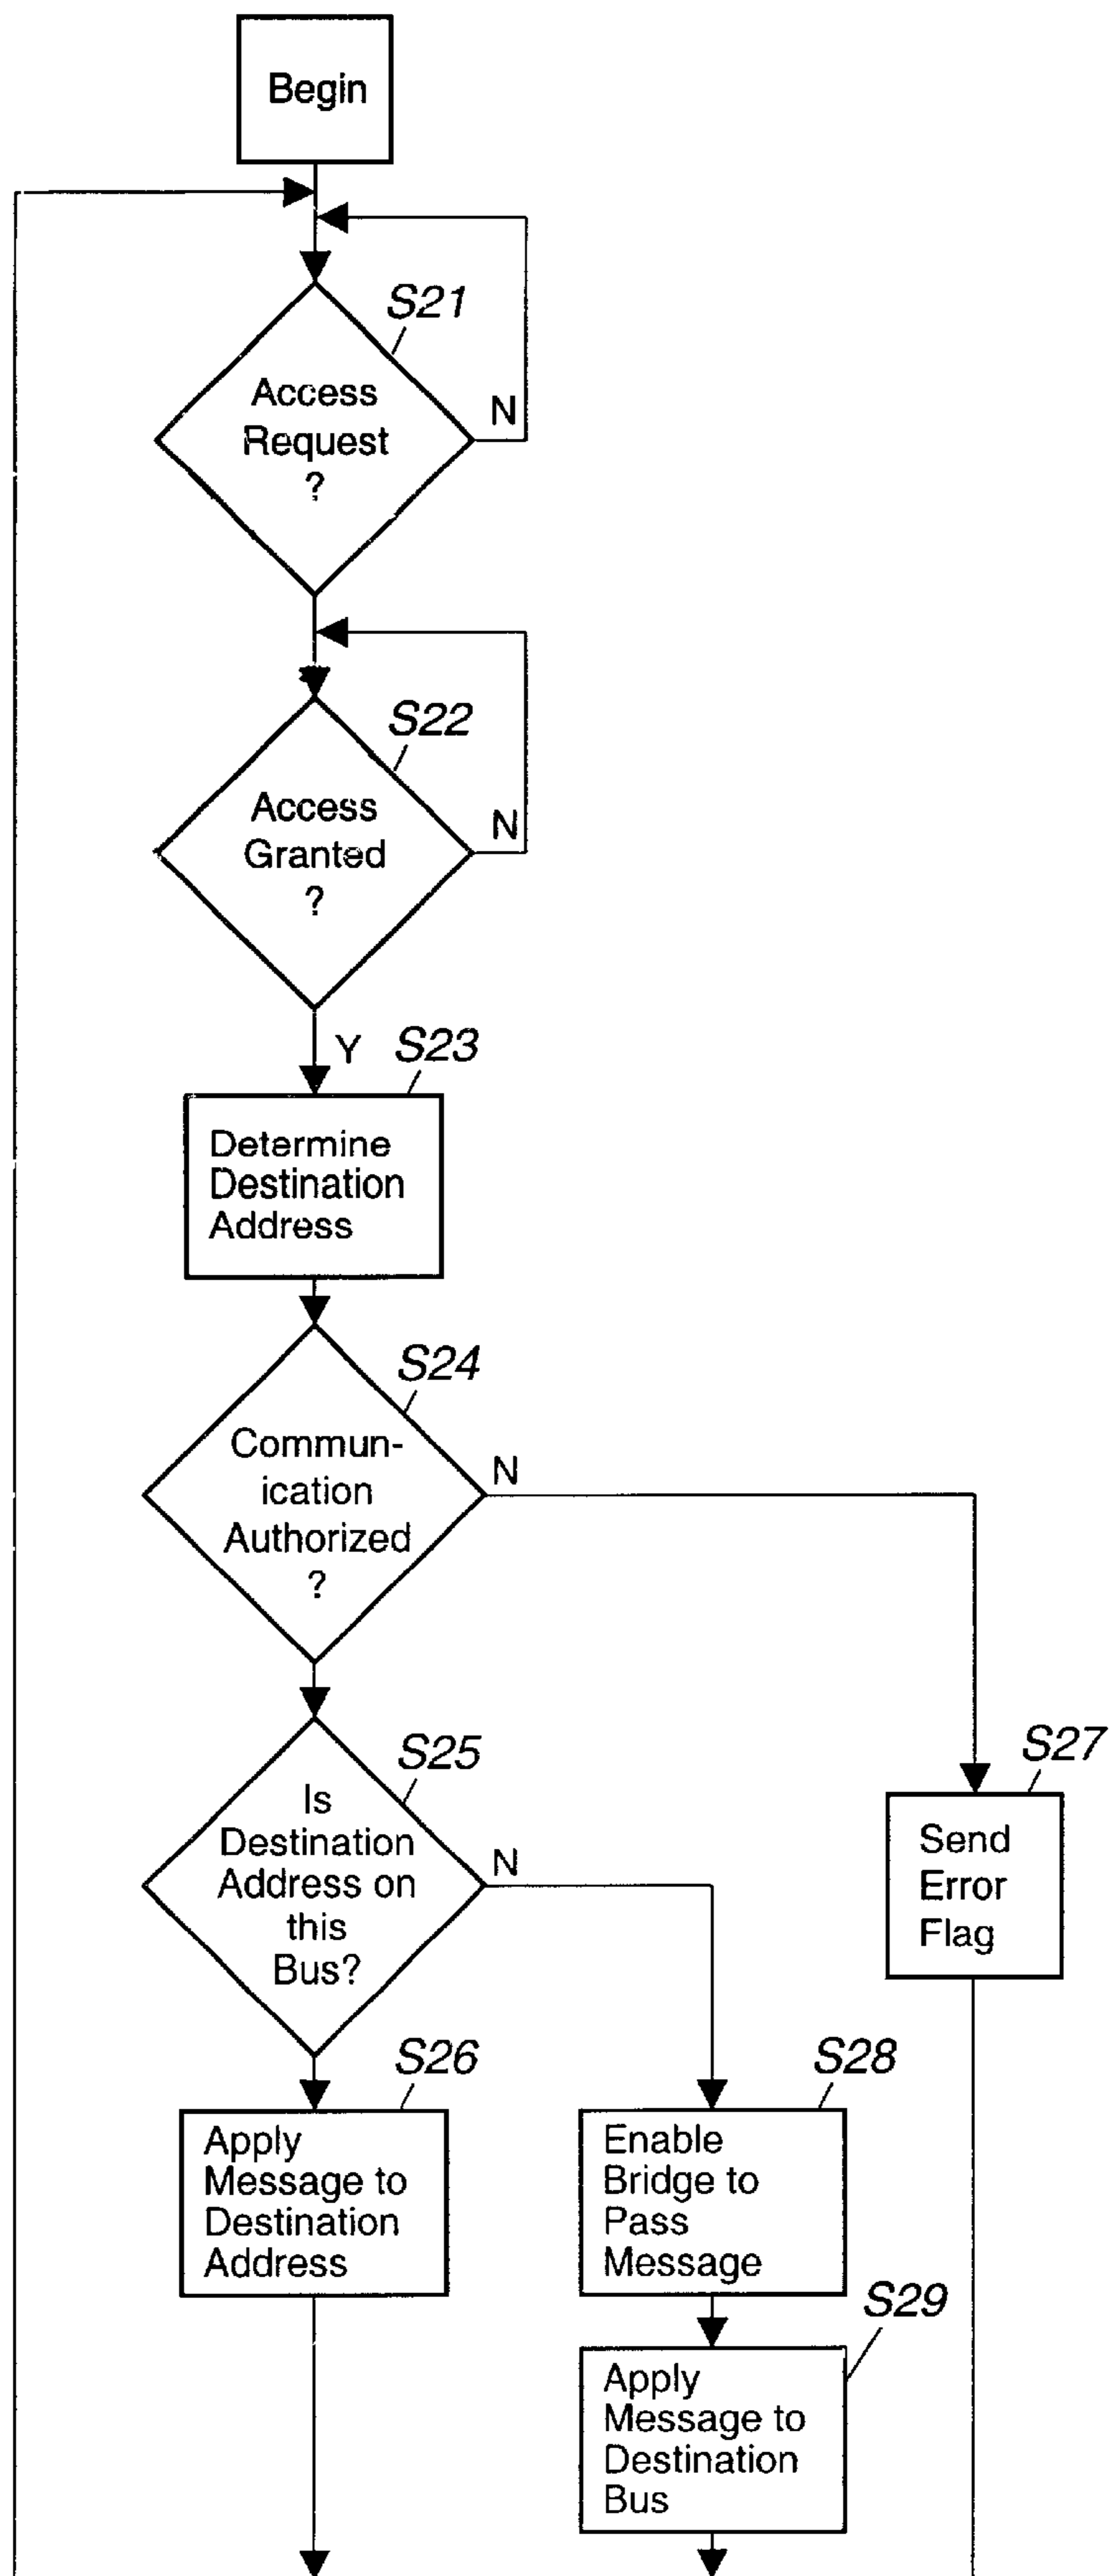 Begin
S21
Access
Request
?
N
S22
Access
Granted
?
N
Y
S23
Determine
Destination
Address
S24
Commun-
ication
Authorized
?
N
S25
Is
Destination
Address on
this
Bus?
N
S27
Send
Error
Flag
S26
Apply
Message to
Destination
Address
S28
Enable
Bridge to
Pass
Message
S29
Apply
Message to
Destination
Bus